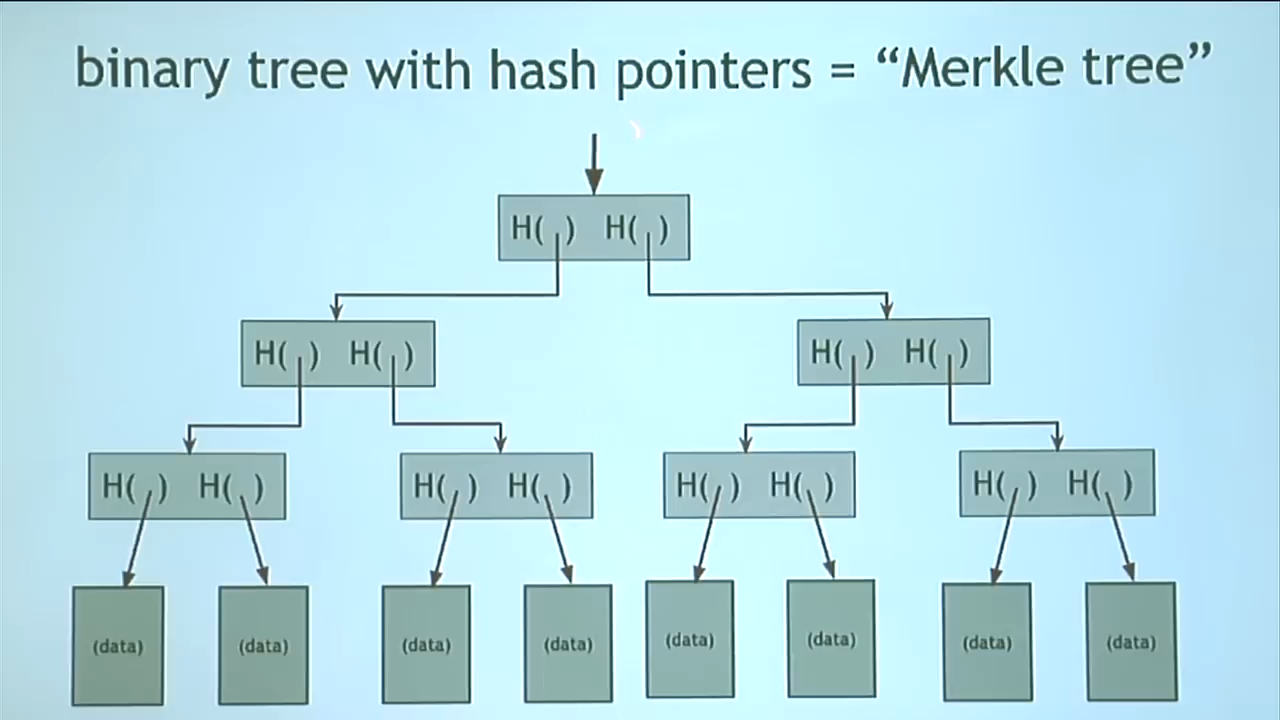 binary tree with hash pointers = “Merkle tree”
H( ) H( )
H( ) H( )
H( ) H( )
H( ) H( )
H( ) H( )
H( ) H( )
H( ) H( )
(data)
(data)
(data)
(data)
(data)
(data)
(data)
(data)